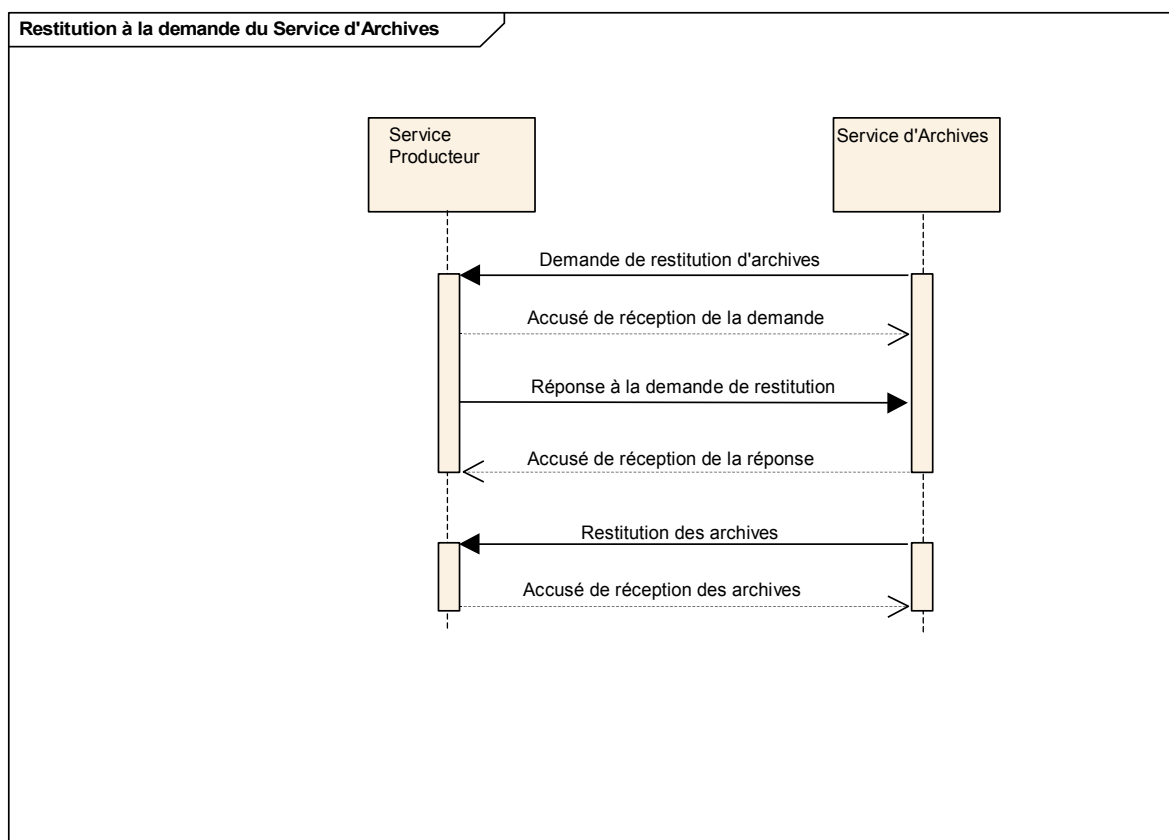 Restitution à la demande du Service d'Archives
Service
Producteur
Service d'Archives
Demande de restitution d'archives
Accusé de réception de la demande
Réponse à la demande de restitution
Accusé de réception de la réponse
Restitution des archives
Accusé de réception des archives